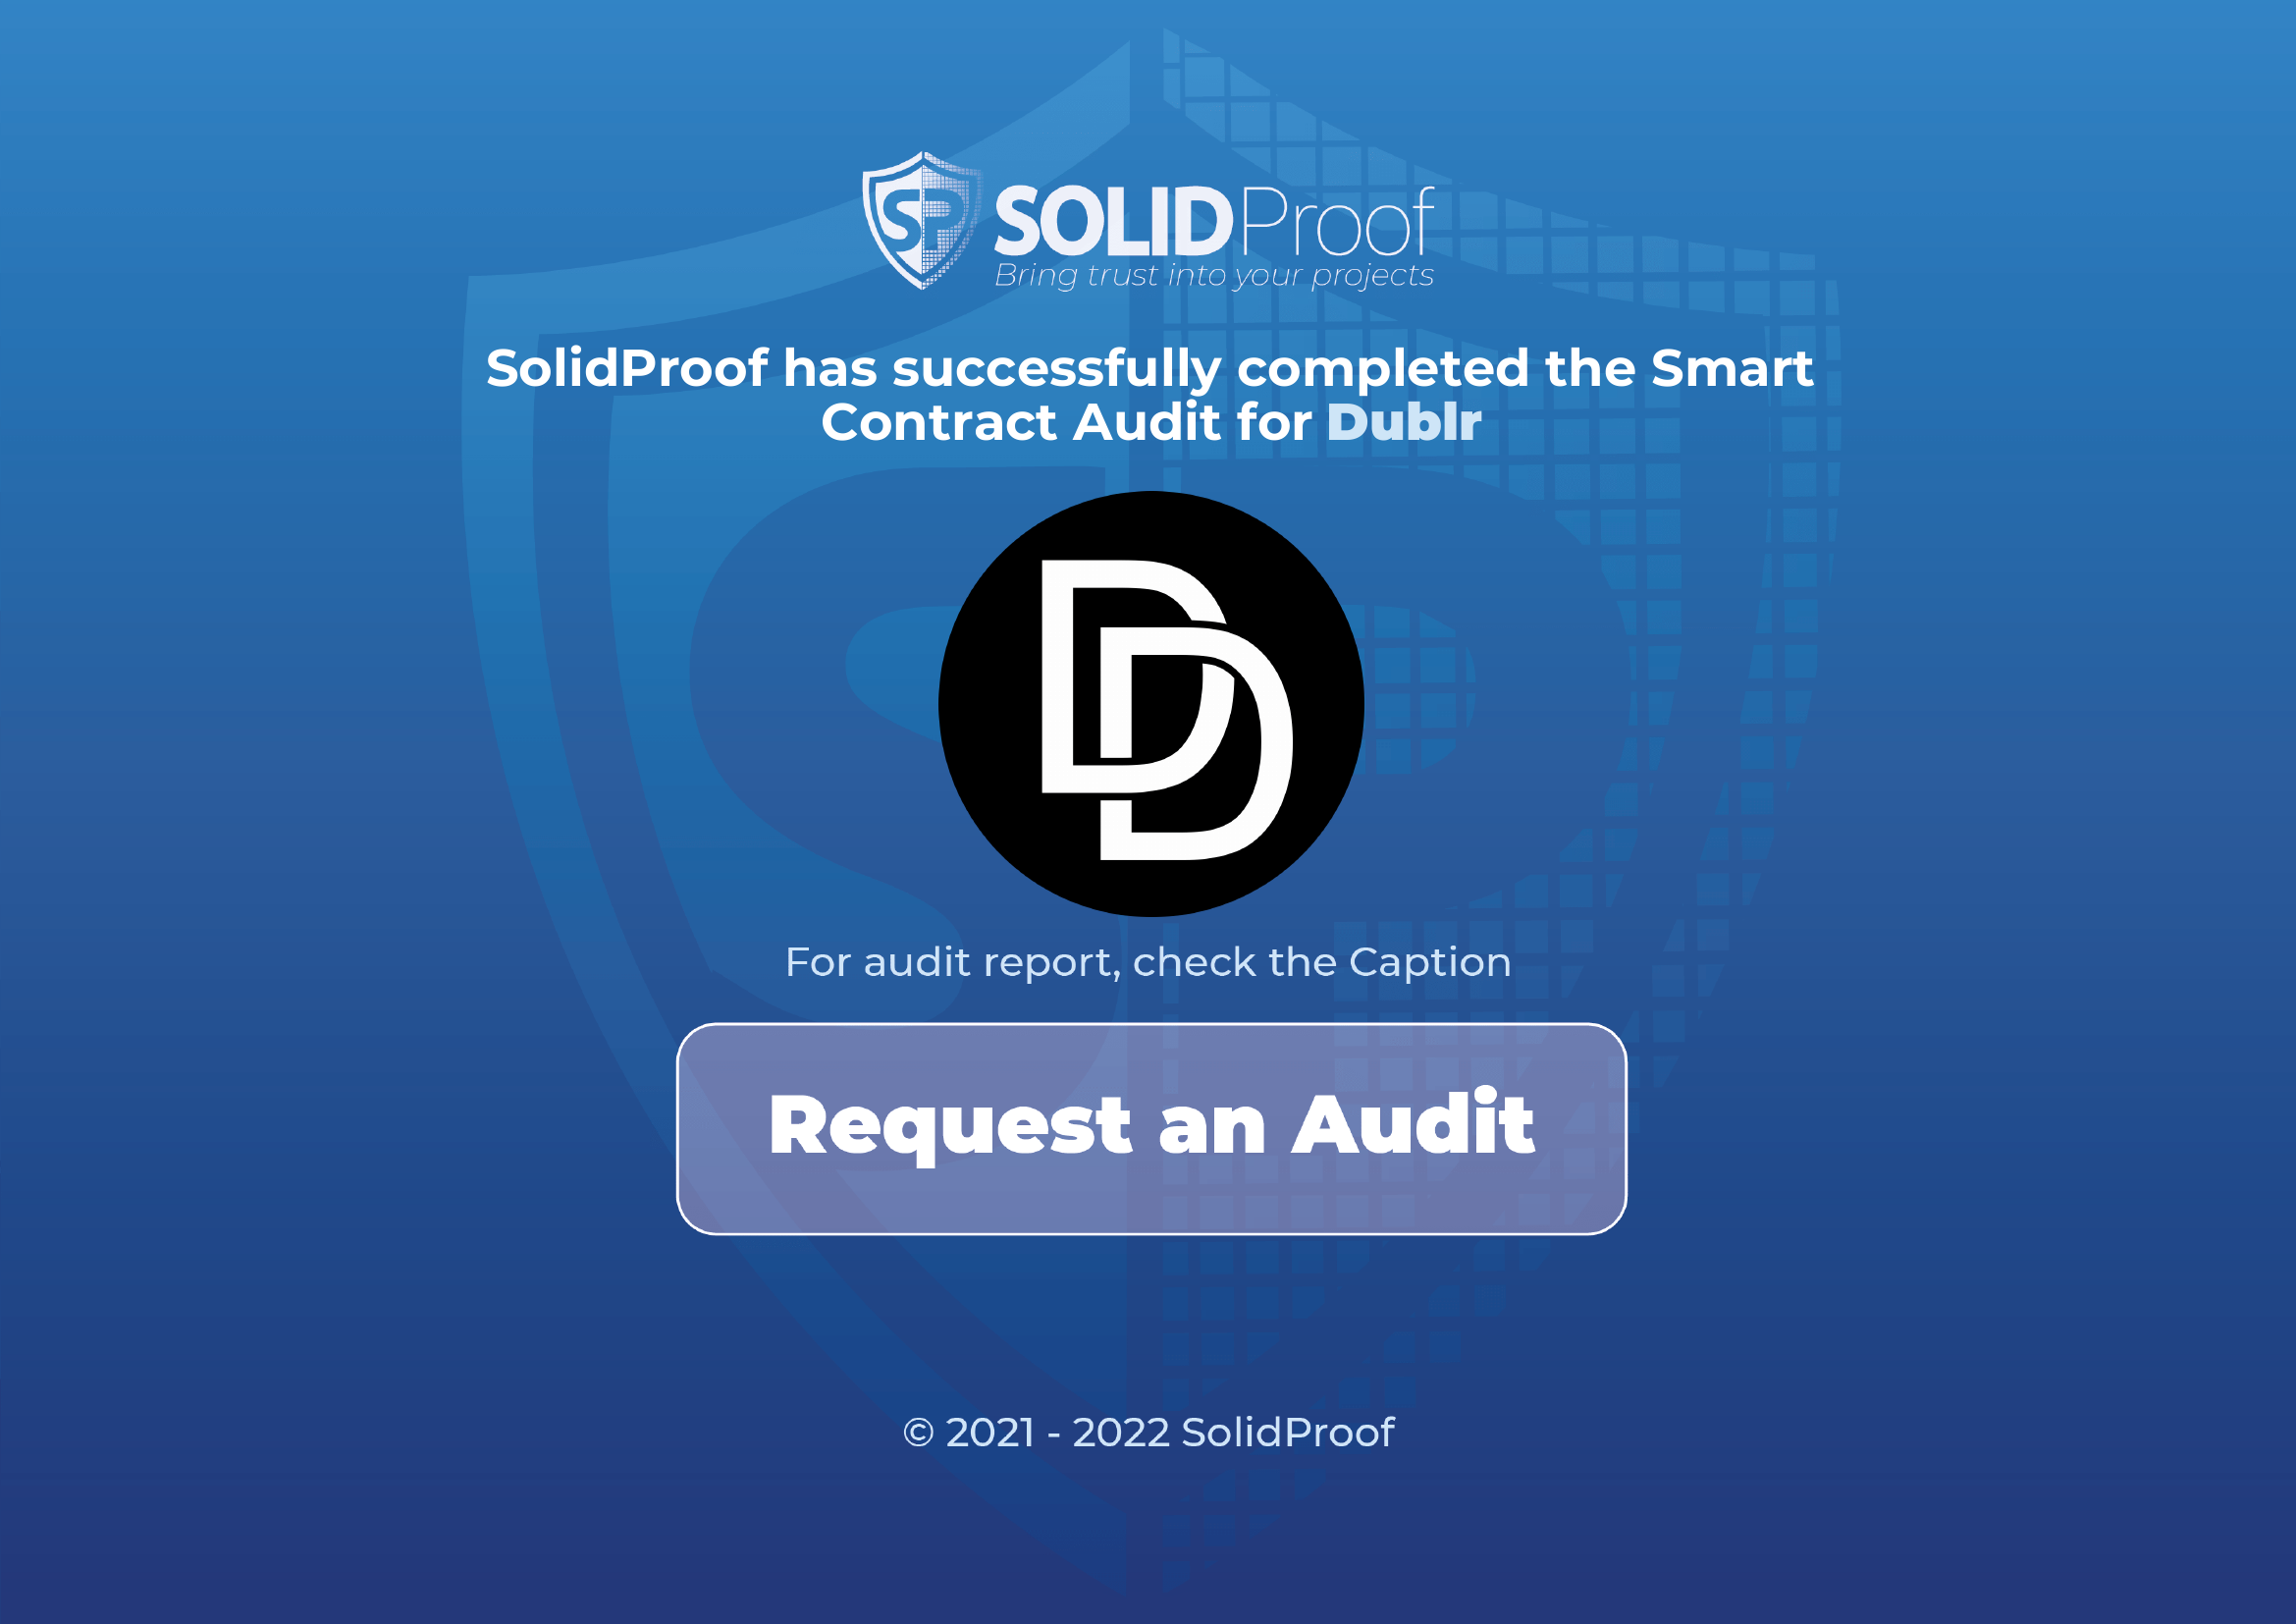 SP SOLIDProof
Bring trust into your projects
SolidProof has successfully completed the Smart
Contract Audit for Dublr
DD
For audit report, check the Caption
Request an Audit
© 2021 - 2022 SolidProof